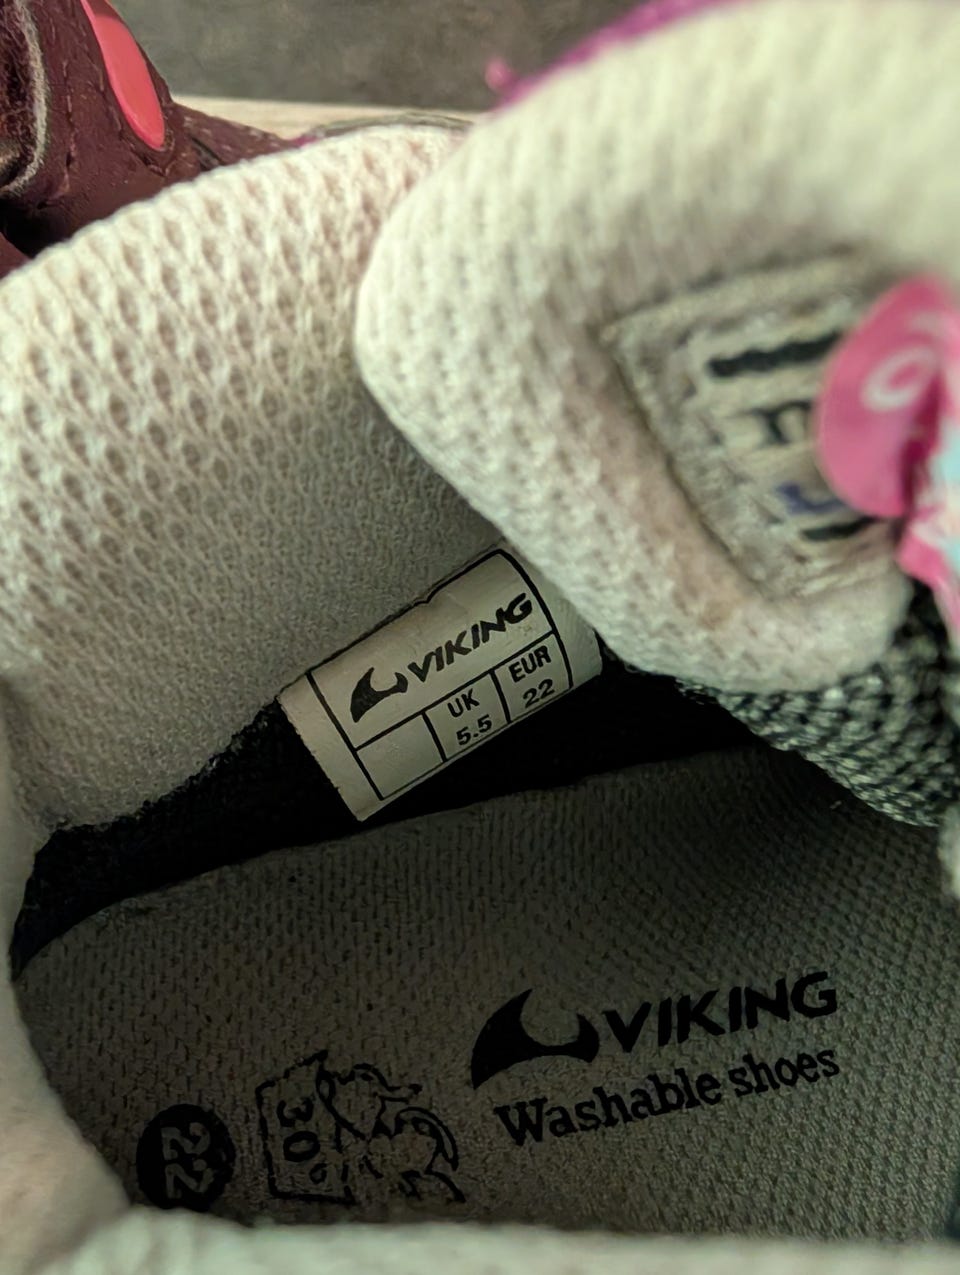 VIKING
UK
5.5
EUR
22
VIKING
Washable shoes
30°
22